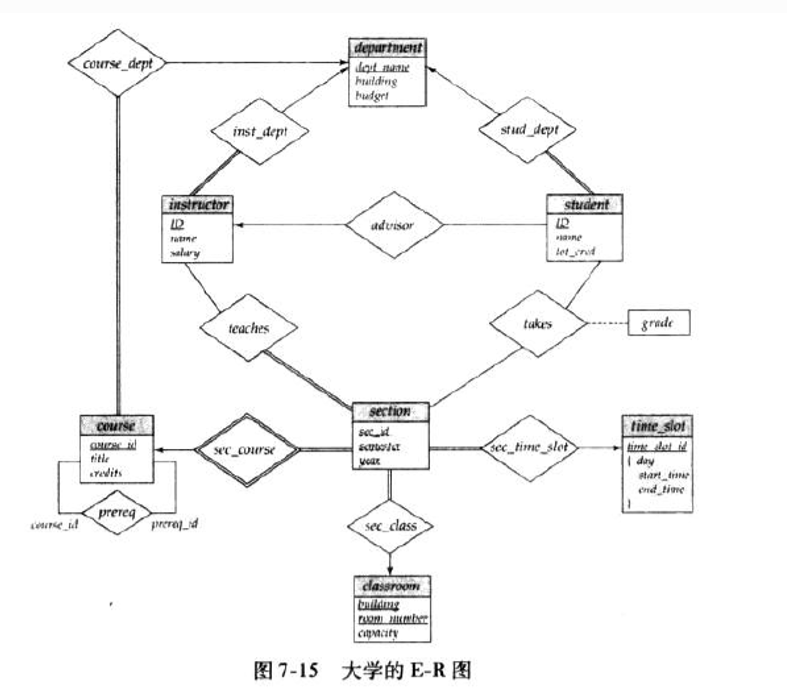 department
course_dept
dept_name
building
budget
inst_dept
stud_dept
instructor
student
ID
ID
name
name
salary
tot_cred
advisor
teaches
takes
grade
section
course
time_slot
sec_id
semester
year
course_id
title
credits
sec_course
sec_time_slot
time_slot_id
{ day
start_time
end_time
}
prereq
course_id
prereq_id
sec_class
classroom
building
room_number
capacity
图 7-15 大学的 E-R 图